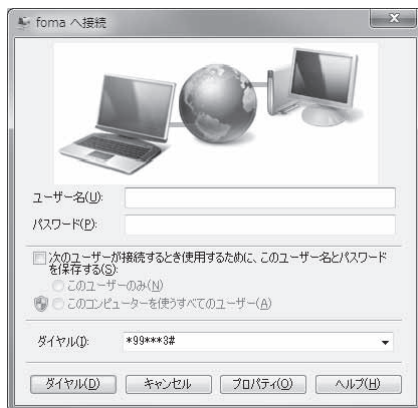 foma へ接続
ユーザー名(U):
パスワード(P):
次のユーザーが接続するとき使用するために、このユーザー名とパスワード
を保存する(S):
このユーザーのみ(N)
このコンピューターを使うすべてのユーザー(A)
ダイヤル(I): *99***3#
ダイヤル(D) キャンセル プロパティ(O) ヘルプ(H)